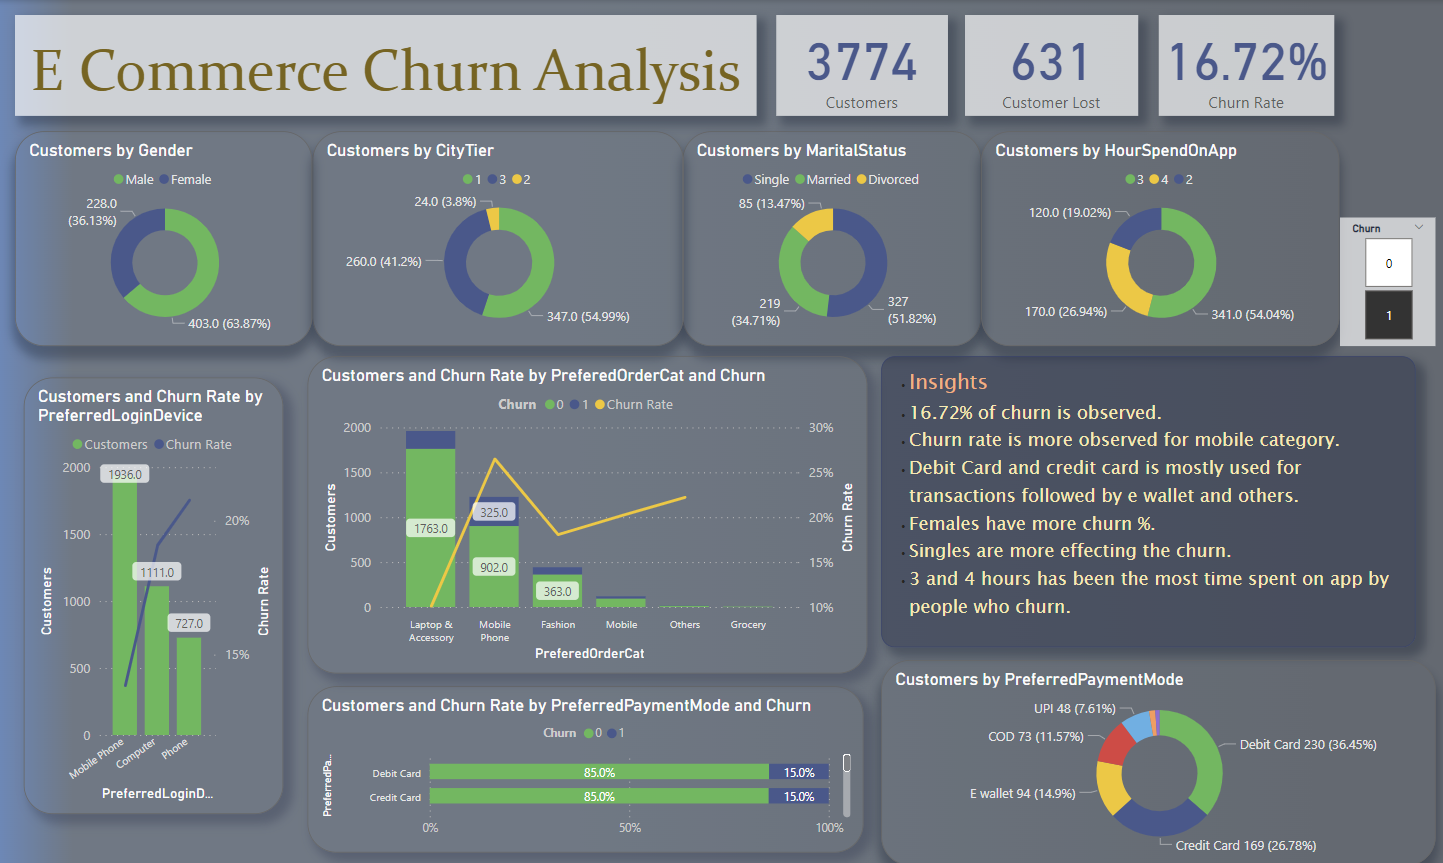 E Commerce Churn Analysis
3774
Customers
631
Customer Lost
16.72%
Churn Rate
Customers by Gender
Male Female
228.0
(36.13%)
403.0 (63.87%)
Customers by CityTier
1 3 2
24.0 (3.8%)
260.0 (41.2%)
347.0 (54.99%)
Customers by MaritalStatus
Single Married Divorced
85 (13.47%)
219
(34.71%)
327
(51.82%)
Customers by HourSpendOnApp
3 4 2
120.0 (19.02%)
170.0 (26.94%)
341.0 (54.04%)
Churn
0
1
Customers and Churn Rate by
PreferredLoginDevice
Customers Churn Rate
2000
1500
1000
500
0
Customers
1936.0
1111.0
727.0
20%
15%
Churn Rate
Mobile Phone
Computer
Phone
PreferredLoginD...
Customers and Churn Rate by PreferedOrderCat and Churn
Churn 0 1 Churn Rate
2000
1500
1000
500
0
Customers
1763.0
325.0
902.0
363.0
30%
25%
20%
15%
10%
Churn Rate
Laptop &
Accessory
Mobile
Phone
Fashion
Mobile
Others
Grocery
PreferedOrderCat
Insights
16.72% of churn is observed.
Churn rate is more observed for mobile category.
Debit Card and credit card is mostly used for
transactions followed by e wallet and others.
Females have more churn %.
Singles are more effecting the churn.
3 and 4 hours has been the most time spent on app by
people who churn.
Customers and Churn Rate by PreferredPaymentMode and Churn
Churn 0 1
PreferredPa...
Debit Card 85.0% 15.0%
Credit Card 85.0% 15.0%
0% 50% 100%
Customers by PreferredPaymentMode
UPI 48 (7.61%)
COD 73 (11.57%)
E wallet 94 (14.9%)
Debit Card 230 (36.45%)
Credit Card 169 (26.78%)